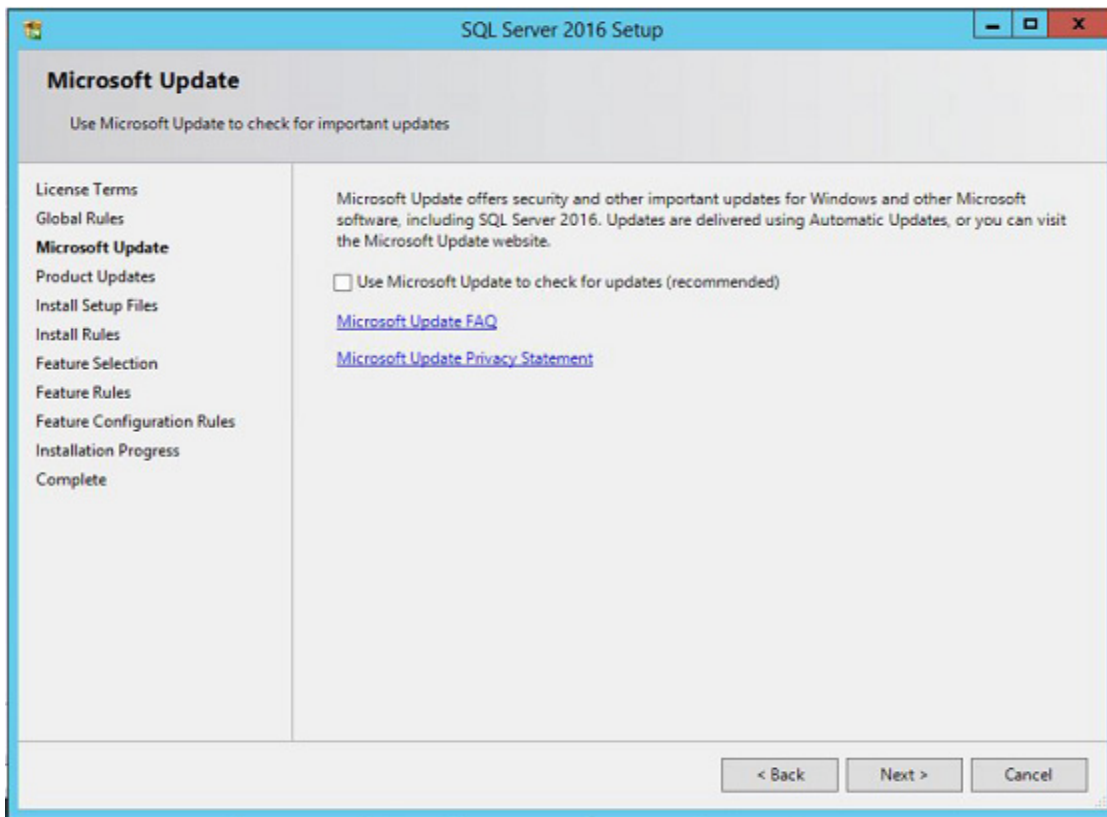 SQL Server 2016 Setup
Microsoft Update
Use Microsoft Update to check for important updates
License Terms
Global Rules
Microsoft Update
Product Updates
Install Setup Files
Install Rules
Feature Selection
Feature Rules
Feature Configuration Rules
Installation Progress
Complete
Microsoft Update offers security and other important updates for Windows and other Microsoft
software, including SQL Server 2016. Updates are delivered using Automatic Updates, or you can visit
the Microsoft Update website.
Use Microsoft Update to check for updates (recommended)
Microsoft Update FAQ
Microsoft Update Privacy Statement
< Back
Next >
Cancel